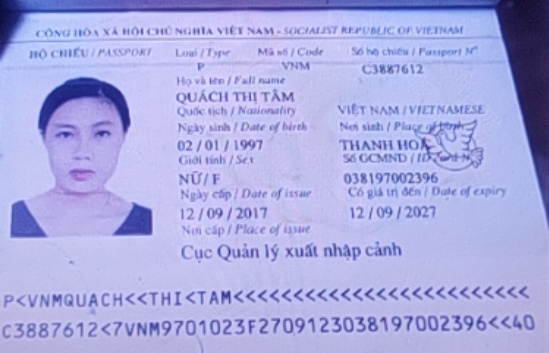 CỘNG HÒA XÃ HỘI CHỦ NGHĨA VIỆT NAM - SOCIALIST REPUBLIC OF VIETNAM
HỘ CHIẾU / PASSPORT Loại / Type Mã số / Code Số hộ chiếu / Passport Nº
P VNM C3887612
Họ và tên / Full name
QUÁCH THỊ TÂM
Quốc tịch / Nationality VIỆT NAM / VIETNAMESE
Ngày sinh / Date of birth Nơi sinh / Place of birth
02 / 01 / 1997 THANH HOÁ
Giới tính / Sex Số GCMND / ID Card Nº
NỮ / F 038197002396
Ngày cấp / Date of issue Có giá trị đến / Date of expiry
12 / 09 / 2017 12 / 09 / 2027
Nơi cấp / Place of issue
Cục Quản lý xuất nhập cảnh
P<VNMQUACH<<THI<TAM<<<<<<<<<<<<<<<<<<<<<<<<<
C3887612<7VNM9701023F2709123038197002396<<40